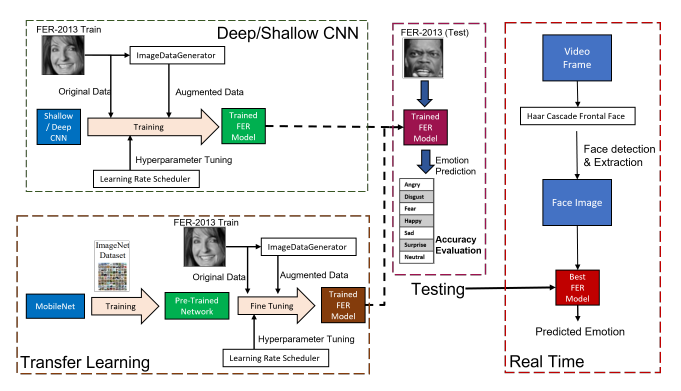 Deep/Shallow CNN
FER-2013 Train
ImageDataGenerator
Original Data
Augmented Data
Shallow
/ Deep
CNN
Training
Trained
FER
Model
Hyperparameter Tuning
Learning Rate Scheduler
Transfer Learning
ImageNet
Dataset
FER-2013 Train
ImageDataGenerator
Original Data
Augmented Data
MobileNet
Training
Pre-Trained
Network
Fine Tuning
Trained
FER
Model
Hyperparameter Tuning
Learning Rate Scheduler
FER-2013 (Test)
Trained
FER
Model
Emotion
Prediction
Angry
Disgust
Fear
Happy
Sad
Surprise
Neutral
Accuracy
Evaluation
Testing
Video
Frame
Haar Cascade Frontal Face
Face detection
& Extraction
Face Image
Best
FER
Model
Predicted Emotion
Real Time